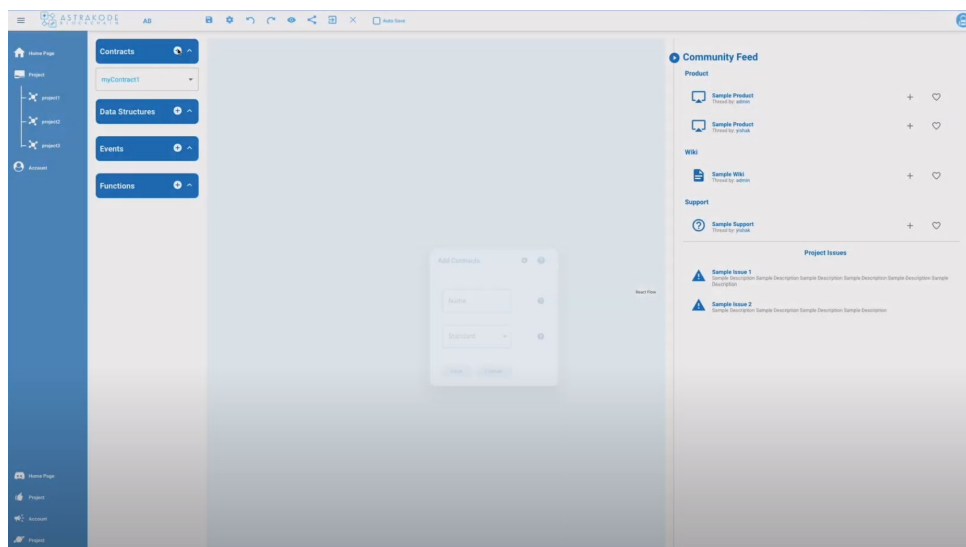 ASTRAKODE
BLOCKCHAIN
AB
Auto Save
Home Page
Project
project1
project2
project3
Account
Contracts
myContract1
Data Structures
Events
Functions
Add Contracts
Name
Standard
React Flow
Community Feed
Product
Sample Product
Thread by: admin
Sample Product
Thread by: yishak
Wiki
Sample Wiki
Thread by: admin
Support
Sample Support
Thread by: yishak
Project Issues
Sample Issue 1
Sample Description Sample Description Sample Description Sample Description Sample Description Sample
Description
Sample Issue 2
Sample Description Sample Description Sample Description Sample Description
Home Page
Project
Account
Project